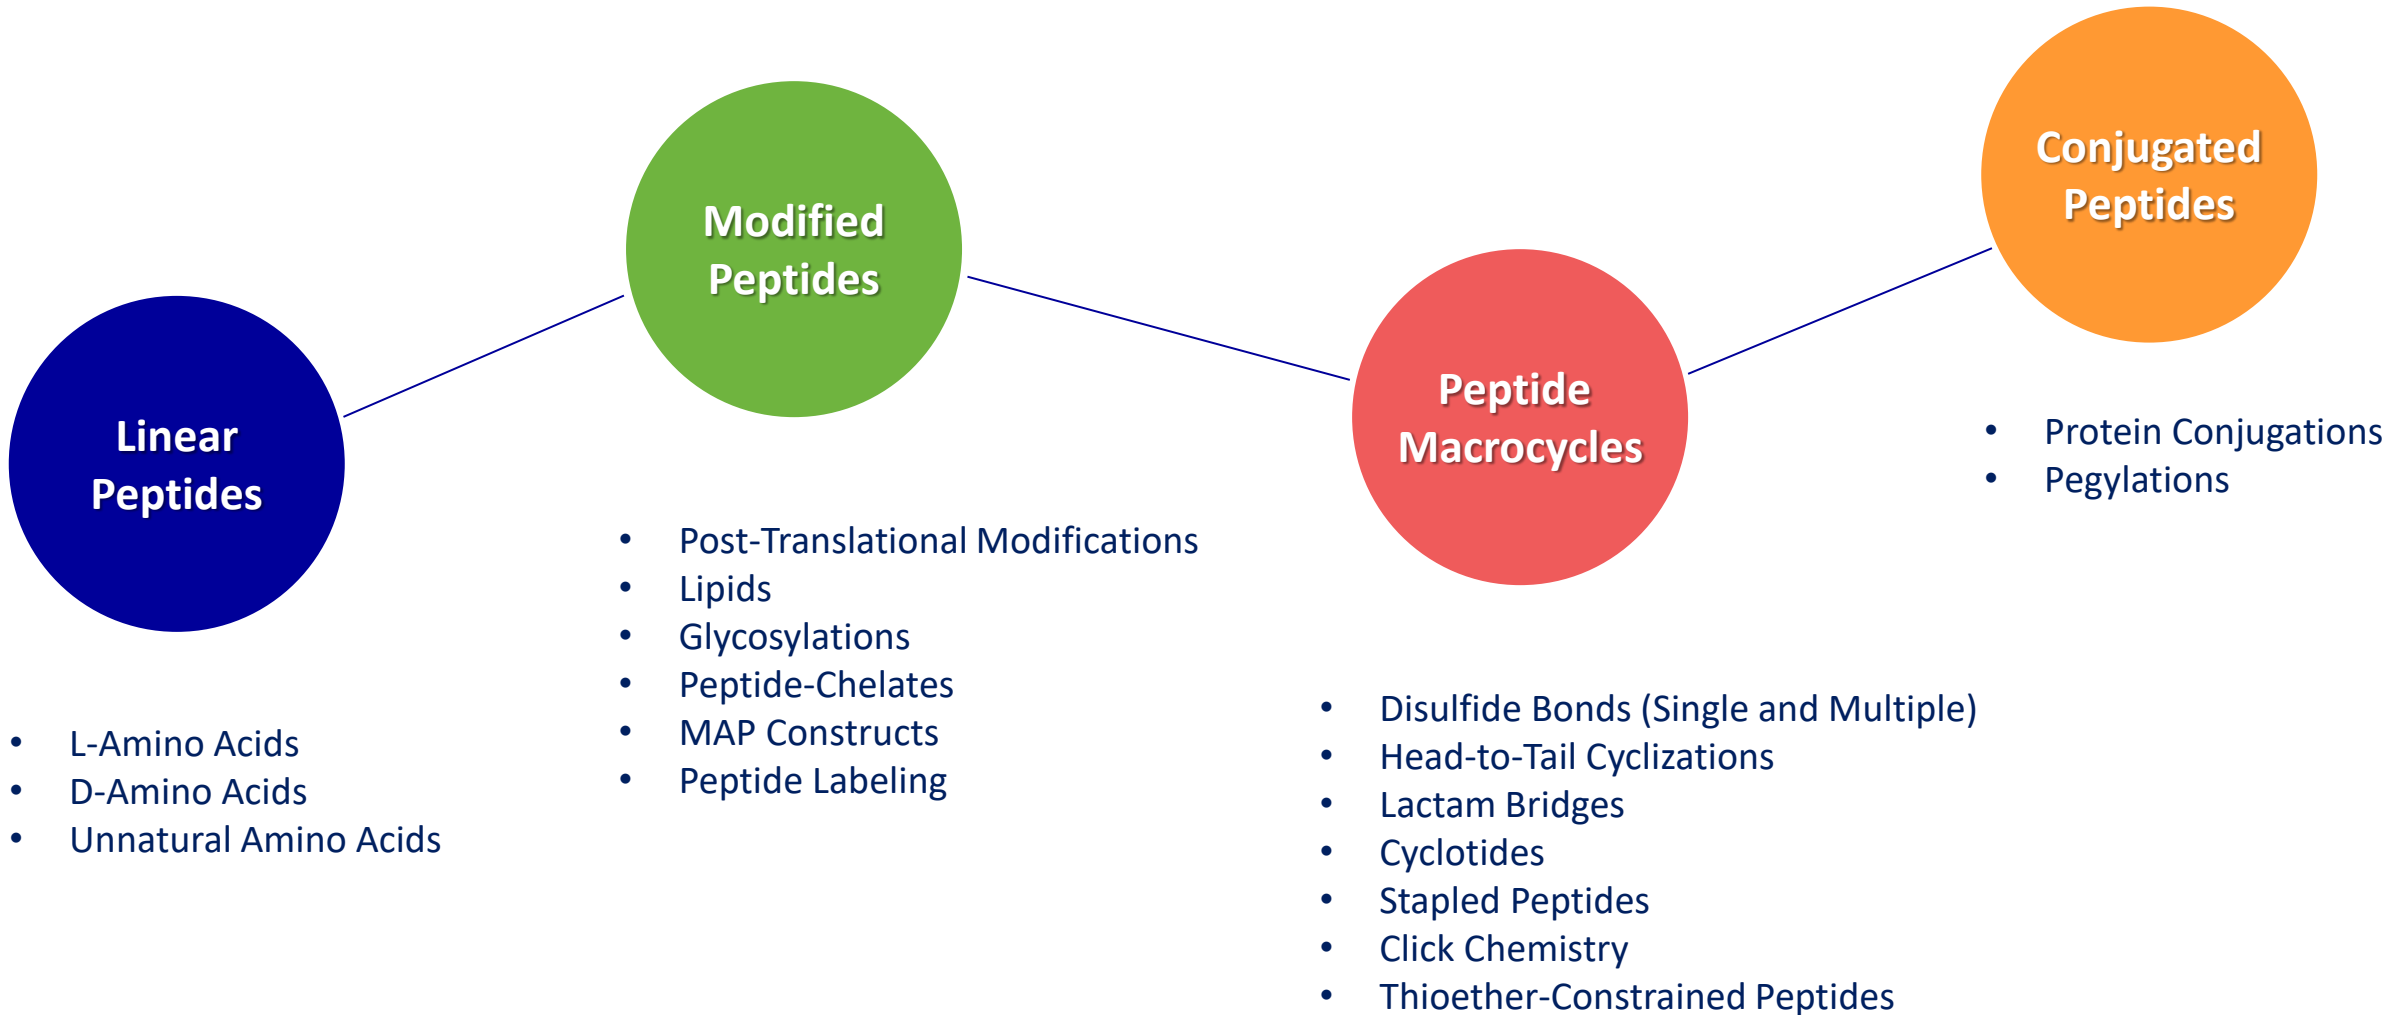 Linear
Peptides
• L-Amino Acids
• D-Amino Acids
• Unnatural Amino Acids
Modified
Peptides
• Post-Translational Modifications
• Lipids
• Glycosylations
• Peptide-Chelates
• MAP Constructs
• Peptide Labeling
Peptide
Macrocycles
• Disulfide Bonds (Single and Multiple)
• Head-to-Tail Cyclizations
• Lactam Bridges
• Cyclotides
• Stapled Peptides
• Click Chemistry
• Thioether-Constrained Peptides
Conjugated
Peptides
• Protein Conjugations
• Pegylations